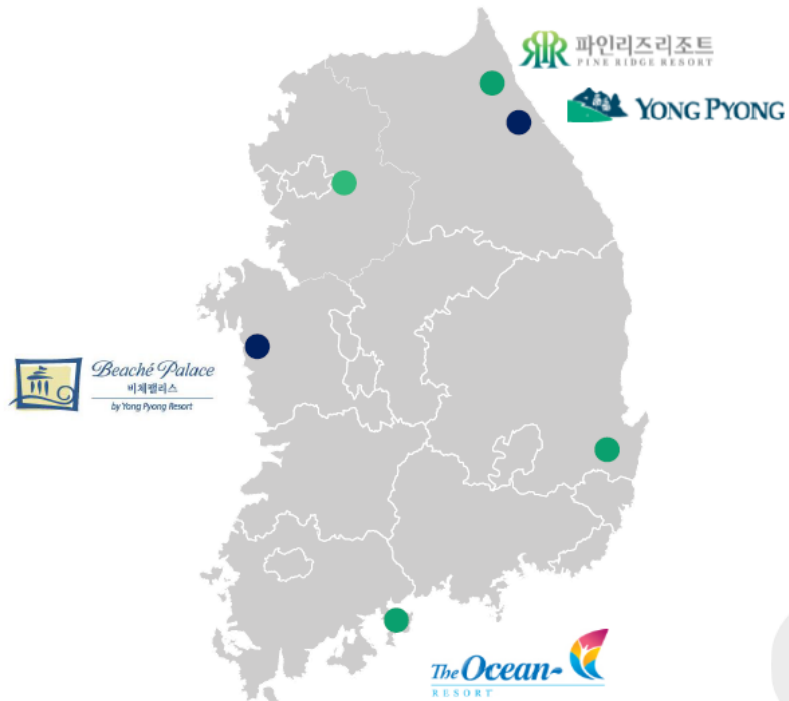 파인리즈리조트
PINE RIDGE RESORT
YONG PYONG
Beaché Palace
비체팰리스
by Yong Pyong Resort
The Ocean
RESORT